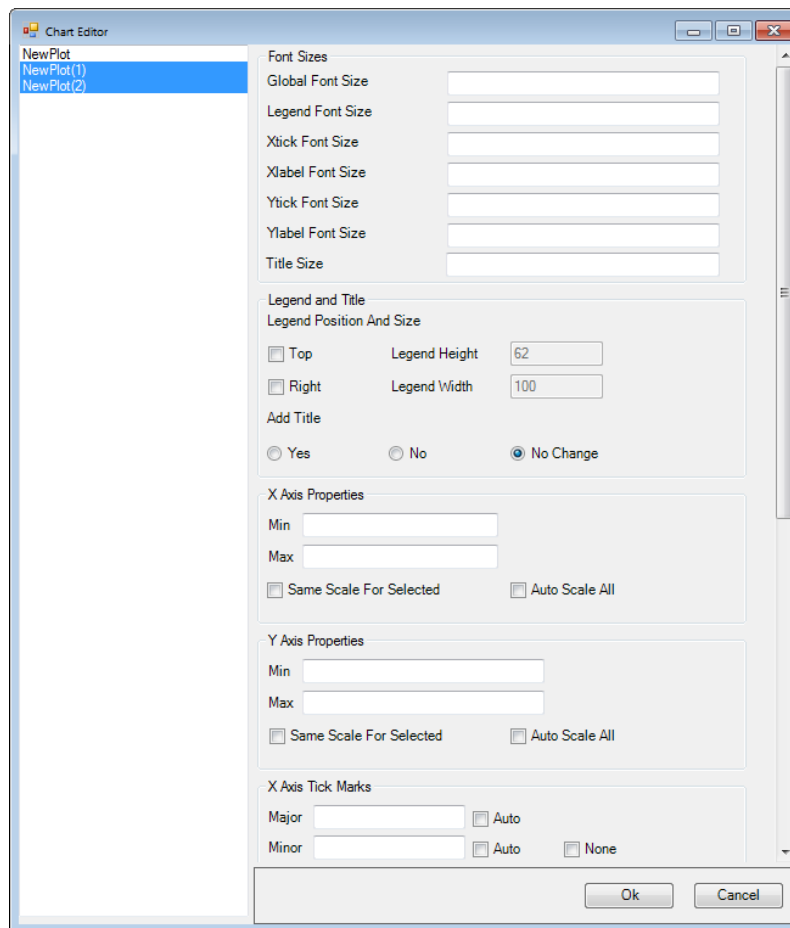 Chart Editor
NewPlot
NewPlot(1)
NewPlot(2)
Font Sizes
Global Font Size
Legend Font Size
Xtick Font Size
Xlabel Font Size
Ytick Font Size
Ylabel Font Size
Title Size
Legend and Title
Legend Position And Size
Top Legend Height 62
Right Legend Width 100
Add Title
Yes No No Change
X Axis Properties
Min
Max
Same Scale For Selected Auto Scale All
Y Axis Properties
Min
Max
Same Scale For Selected Auto Scale All
X Axis Tick Marks
Major Auto
Minor Auto None
Ok Cancel